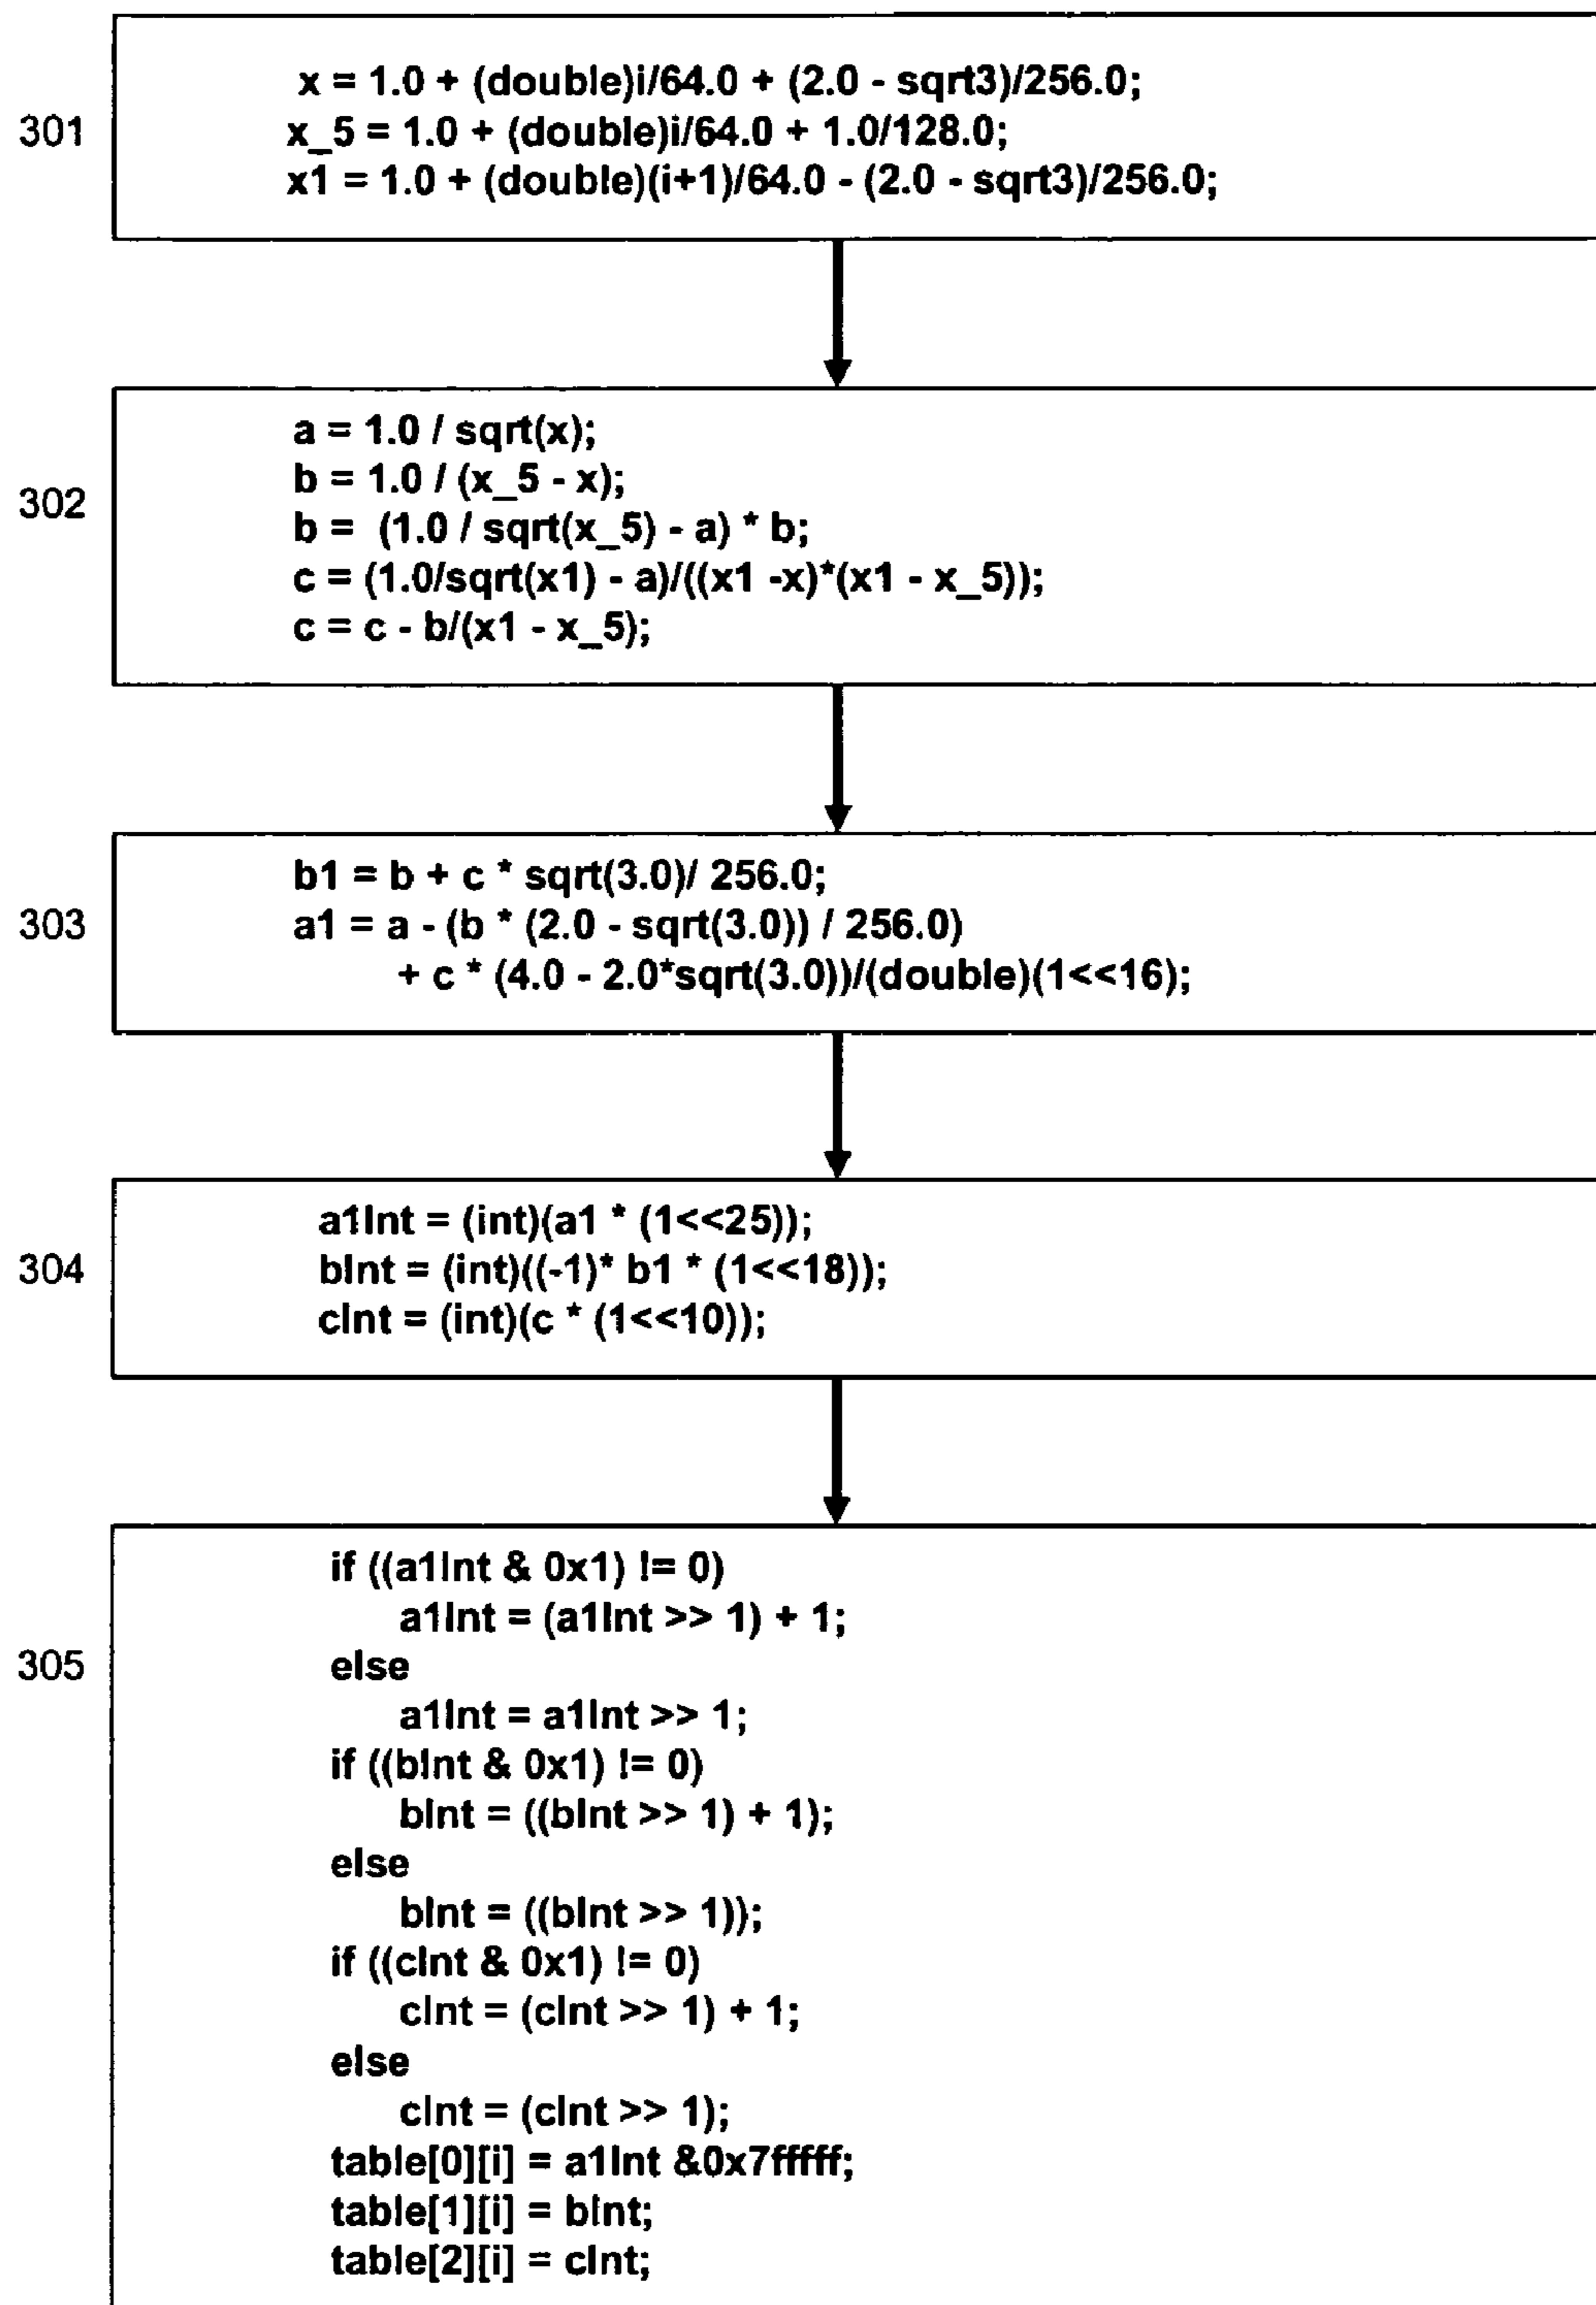 301
x = 1.0 + (double)i/64.0 + (2.0 - sqrt3)/256.0;
x_5 = 1.0 + (double)i/64.0 + 1.0/128.0;
x1 = 1.0 + (double)(i+1)/64.0 - (2.0 - sqrt3)/256.0;
302
a = 1.0 / sqrt(x);
b = 1.0 / (x_5 - x);
b = (1.0 / sqrt(x_5) - a) * b;
c = (1.0/sqrt(x1) - a)/((x1 -x)*(x1 - x_5));
c = c - b/(x1 - x_5);
303
b1 = b + c * sqrt(3.0)/ 256.0;
a1 = a - (b * (2.0 - sqrt(3.0)) / 256.0)
+ c * (4.0 - 2.0*sqrt(3.0))/(double)(1<<16);
304
a1Int = (int)(a1 * (1<<25));
bInt = (int)((-1)* b1 * (1<<18));
cInt = (int)(c * (1<<10));
305
if ((a1Int & 0x1) != 0)
a1Int = (a1Int >> 1) + 1;
else
a1Int = a1Int >> 1;
if ((bInt & 0x1) != 0)
bInt = ((bInt >> 1) + 1);
else
bInt = ((bInt >> 1));
if ((cInt & 0x1) != 0)
cInt = (cInt >> 1) + 1;
else
cInt = (cInt >> 1);
table[0][i] = a1Int &0x7fffff;
table[1][i] = bInt;
table[2][i] = cInt;